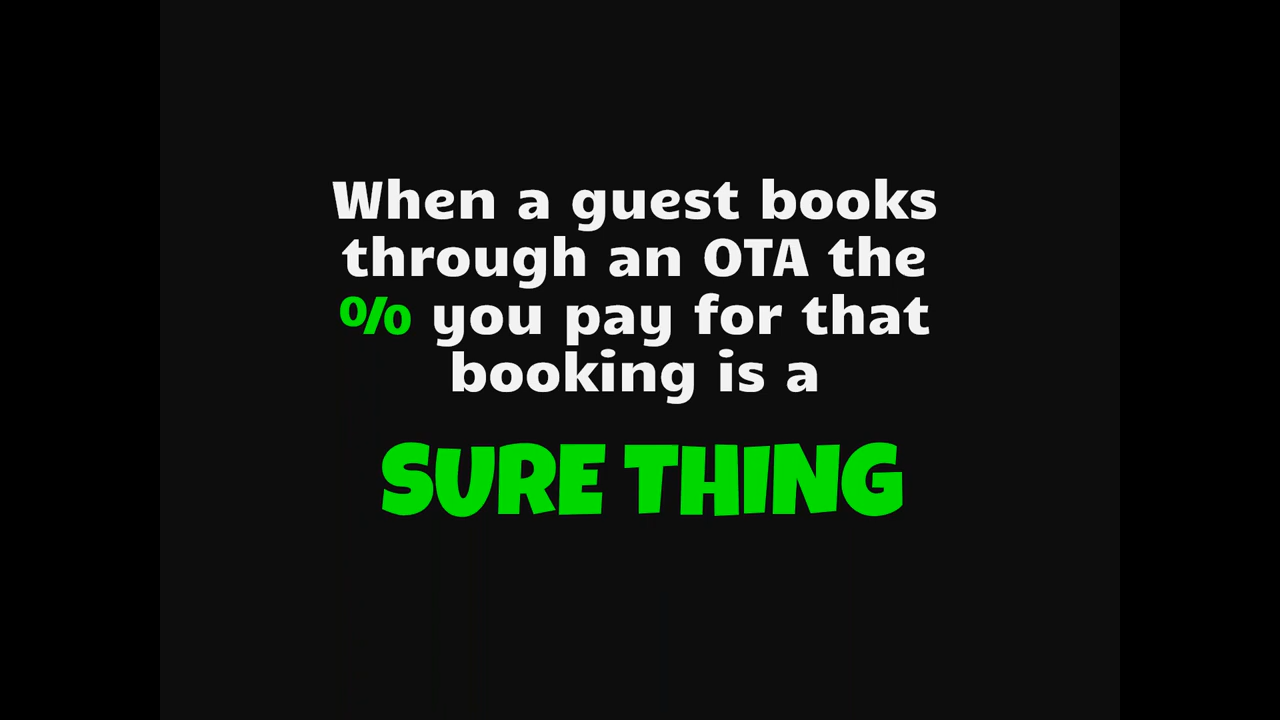 When a guest books
through an OTA the
% you pay for that
booking is a
SURE THING